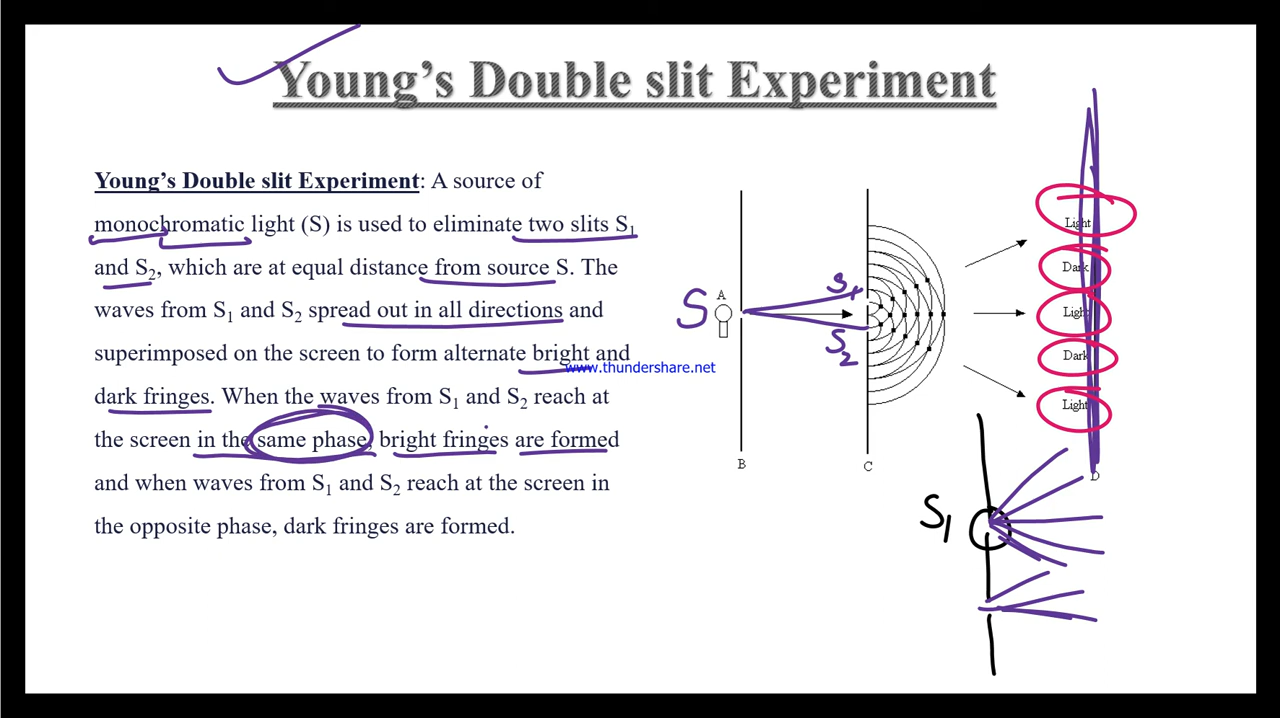 Young's Double slit Experiment
Young's Double slit Experiment: A source of
monochromatic light (S) is used to eliminate two slits S₁
and S₂, which are at equal distance from source S. The
waves from S₁ and S₂ spread out in all directions and
superimposed on the screen to form alternate bright and
dark fringes. When the waves from S₁ and S₂ reach at
the screen in the same phase, bright fringes are formed
and when waves from S₁ and S₂ reach at the screen in
the opposite phase, dark fringes are formed.
www.thundershare.net
S
A
S₁
S₂
B
C
Light
Dark
Light
Dark
Light
D
S₁